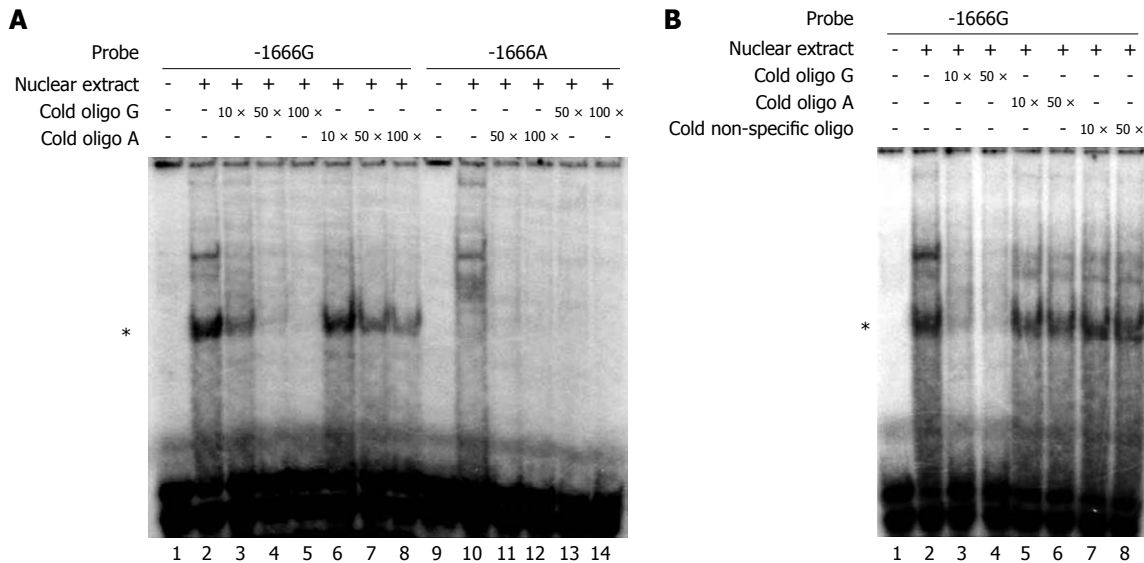 A
Probe -1666G -1666A
Nuclear extract - + + + + + + + - + + + + +
Cold oligo G - - 10 × 50 × 100 × - - - - - - - 50 × 100 ×
Cold oligo A - - - - - 10 × 50 × 100 × - - 50 × 100 × - -
*
1 2 3 4 5 6 7 8 9 10 11 12 13 14
B
Probe -1666G
Nuclear extract - + + + + + + +
Cold oligo G - - 10 × 50 × - - - -
Cold oligo A - - - - 10 × 50 × - -
Cold non-specific oligo - - - - - - 10 × 50 ×
*
1 2 3 4 5 6 7 8